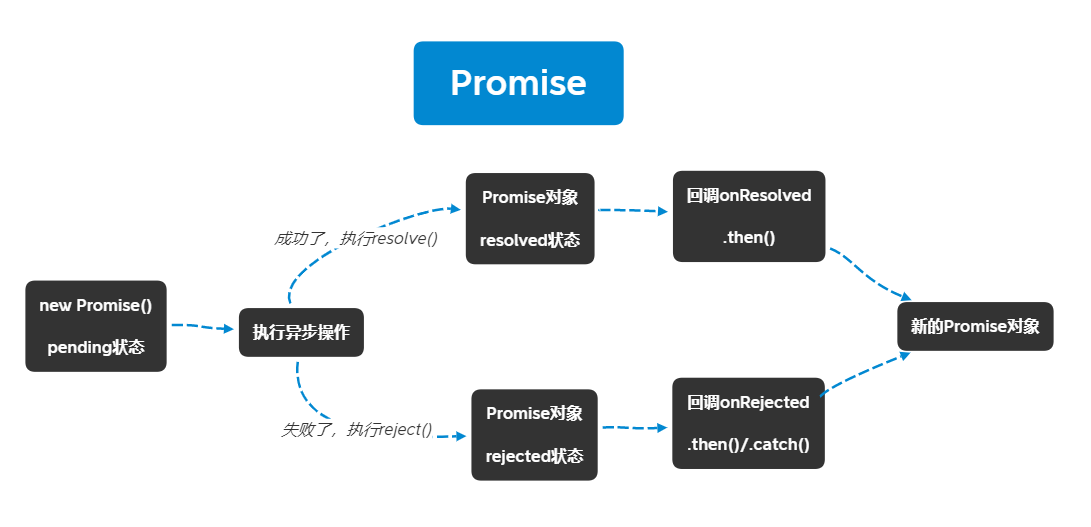 Promise
new Promise()
pending状态
执行异步操作
成功了，执行resolve()
Promise对象
resolved状态
回调onResolved
.then()
失败了，执行reject()
Promise对象
rejected状态
回调onRejected
.then()/.catch()
新的Promise对象